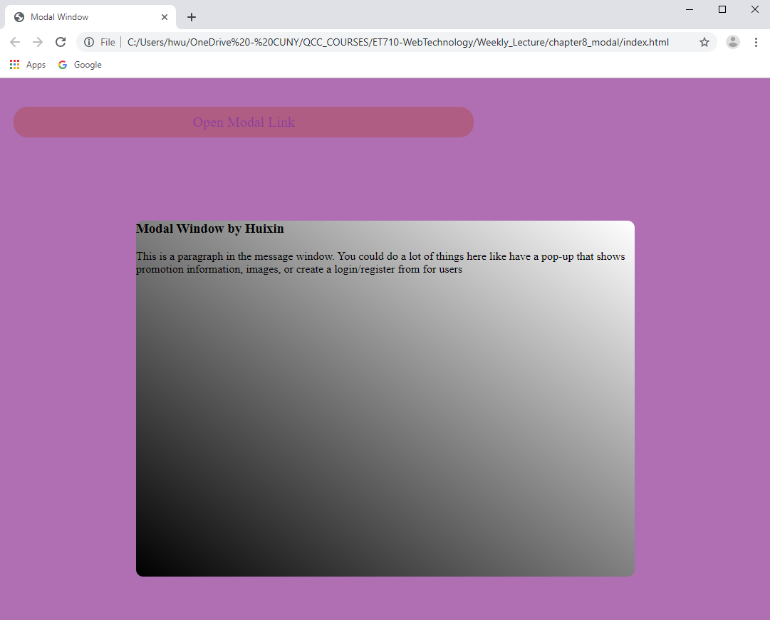 Modal Window
File C:/Users/hwu/OneDrive%20-%20CUNY/QCC_COURSES/ET710-WebTechnology/Weekly_Lecture/chapter8_modal/index.html
Apps Google
Open Modal Link
Modal Window by Huixin
This is a paragraph in the message window. You could do a lot of things here like have a pop-up that shows
promotion information, images, or create a login/register from for users